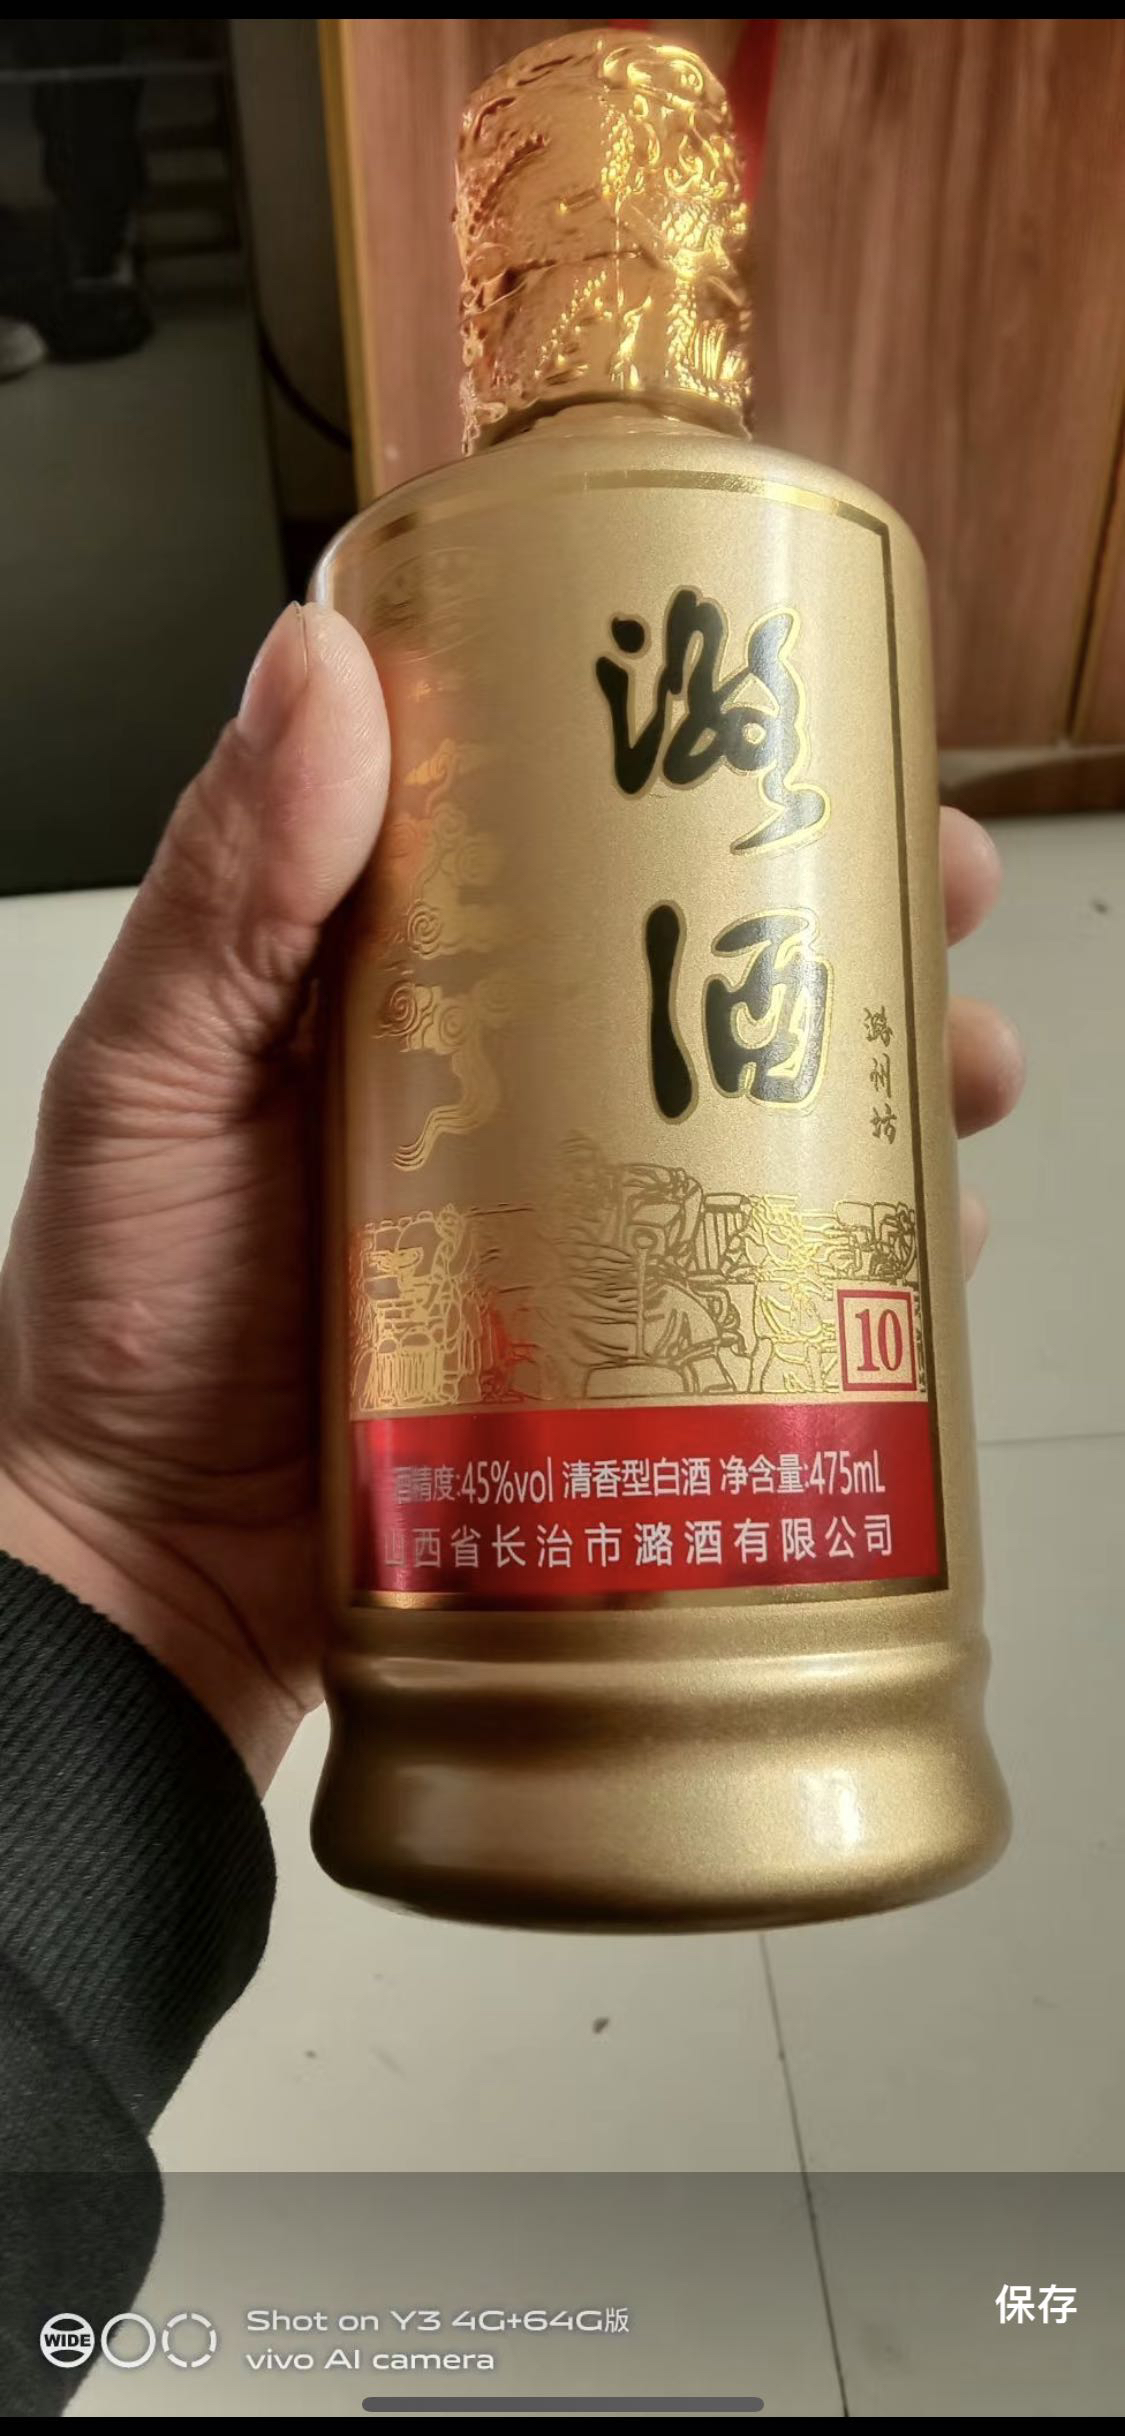 潞酒
潞王坊
10
酒精度:45%vol 清香型白酒 净含量:475mL
山西省长治市潞酒有限公司
保存
WIDE
Shot on Y3 4G+64G版
vivo AI camera